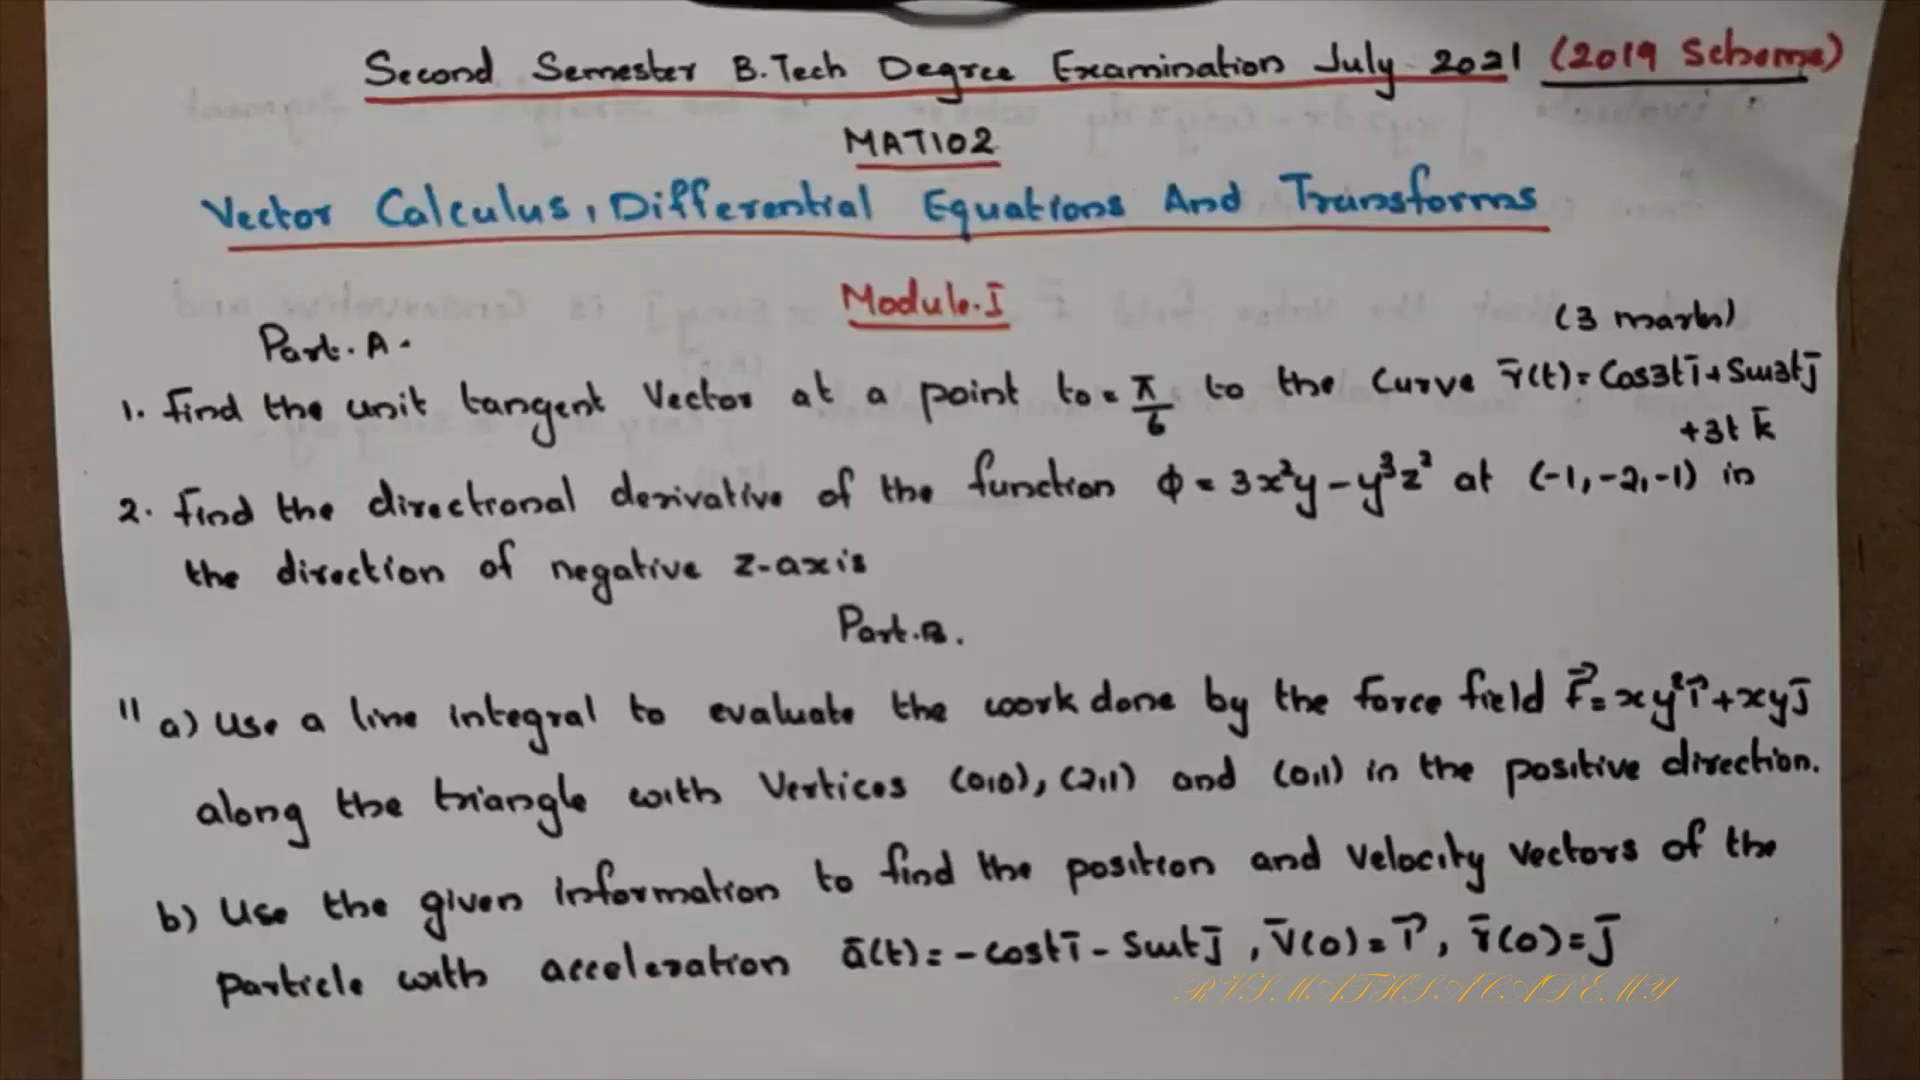 Second Semester B.Tech Degree Examination July 2021 (2019 Scheme)
MAT102
Vector Calculus, Differential Equations And Transforms
Module.I
(3 marks)
Part.A.
1. Find the unit tangent Vector at a point to = π/6 to the Curve r̄(t) = Cos3t ī + Sin3t j̄
+3t k̄
2. Find the directional derivative of the function φ = 3x²y - y³z² at (-1,-2,-1) in
the direction of negative z-axis
Part.B.
11 a) Use a line integral to evaluate the work done by the force field F⃗ = xy² i⃗ + xy j̄
along the triangle with Vertices (0,0), (2,1) and (0,1) in the positive direction.
b) Use the given information to find the position and Velocity Vectors of the
particle with acceleration ā(t) = -cost ī - Sint j̄, v̄(0) = i⃗, r̄(0) = j̄
RVS MATHS ACADEMY